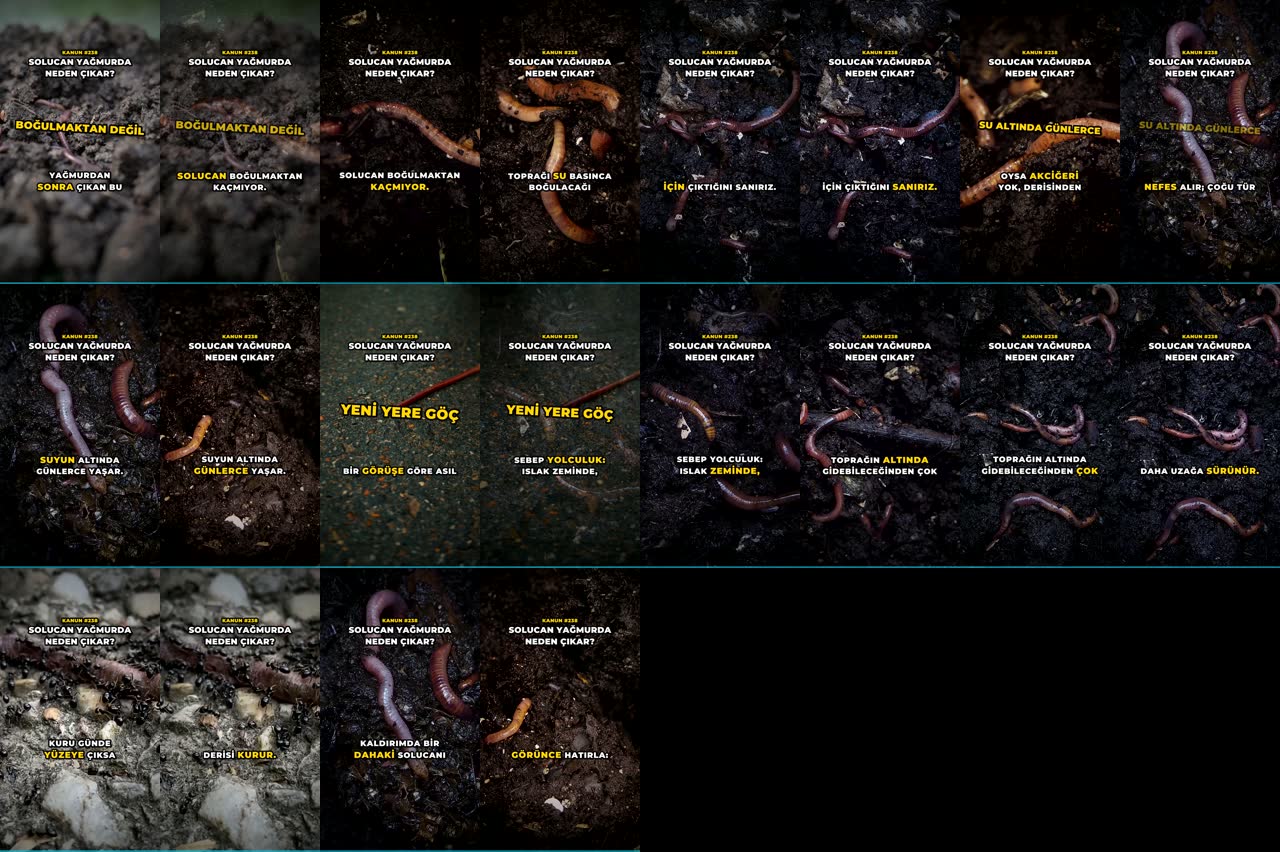 KANUN #238
SOLUCAN YAĞMURDA
NEDEN ÇIKAR?
BOĞULMAKTAN DEĞİL
YAĞMURDAN
SONRA ÇIKAN BU
KANUN #238
SOLUCAN YAĞMURDA
NEDEN ÇIKAR?
BOĞULMAKTAN DEĞİL
SOLUCAN BOĞULMAKTAN
KAÇMIYOR.
KANUN #238
SOLUCAN YAĞMURDA
NEDEN ÇIKAR?
SOLUCAN BOĞULMAKTAN
KAÇMIYOR.
KANUN #238
SOLUCAN YAĞMURDA
NEDEN ÇIKAR?
TOPRAĞI SU BASINCA
BOĞULACAĞI
KANUN #238
SOLUCAN YAĞMURDA
NEDEN ÇIKAR?
İÇİN ÇIKTIĞINI SANIRIZ.
KANUN #238
SOLUCAN YAĞMURDA
NEDEN ÇIKAR?
İÇİN ÇIKTIĞINI SANIRIZ.
KANUN #238
SOLUCAN YAĞMURDA
NEDEN ÇIKAR?
SU ALTINDA GÜNLERCE
OYSA AKCİĞERİ
YOK, DERİSİNDEN
KANUN #238
SOLUCAN YAĞMURDA
NEDEN ÇIKAR?
SU ALTINDA GÜNLERCE
NEFES ALIR; ÇOĞU TÜR
KANUN #238
SOLUCAN YAĞMURDA
NEDEN ÇIKAR?
SUYUN ALTINDA
GÜNLERCE YAŞAR.
KANUN #238
SOLUCAN YAĞMURDA
NEDEN ÇIKAR?
SUYUN ALTINDA
GÜNLERCE YAŞAR.
KANUN #238
SOLUCAN YAĞMURDA
NEDEN ÇIKAR?
YENİ YERE GÖÇ
BİR GÖRÜŞE GÖRE ASIL
KANUN #238
SOLUCAN YAĞMURDA
NEDEN ÇIKAR?
YENİ YERE GÖÇ
SEBEP YOLCULUK:
ISLAK ZEMİNDE,
KANUN #238
SOLUCAN YAĞMURDA
NEDEN ÇIKAR?
SEBEP YOLCULUK:
ISLAK ZEMİNDE,
KANUN #238
SOLUCAN YAĞMURDA
NEDEN ÇIKAR?
TOPRAĞIN ALTINDA
GİDEBİLECEĞİNDEN ÇOK
KANUN #238
SOLUCAN YAĞMURDA
NEDEN ÇIKAR?
TOPRAĞIN ALTINDA
GİDEBİLECEĞİNDEN ÇOK
KANUN #238
SOLUCAN YAĞMURDA
NEDEN ÇIKAR?
DAHA UZAĞA SÜRÜNÜR.
KANUN #238
SOLUCAN YAĞMURDA
NEDEN ÇIKAR?
KURU GÜNDE
YÜZEYE ÇIKSA
KANUN #238
SOLUCAN YAĞMURDA
NEDEN ÇIKAR?
DERİSİ KURUR.
KANUN #238
SOLUCAN YAĞMURDA
NEDEN ÇIKAR?
KALDIRIMDA BİR
DAHAKİ SOLUCANI
KANUN #238
SOLUCAN YAĞMURDA
NEDEN ÇIKAR?
GÖRÜNCE HATIRLA: